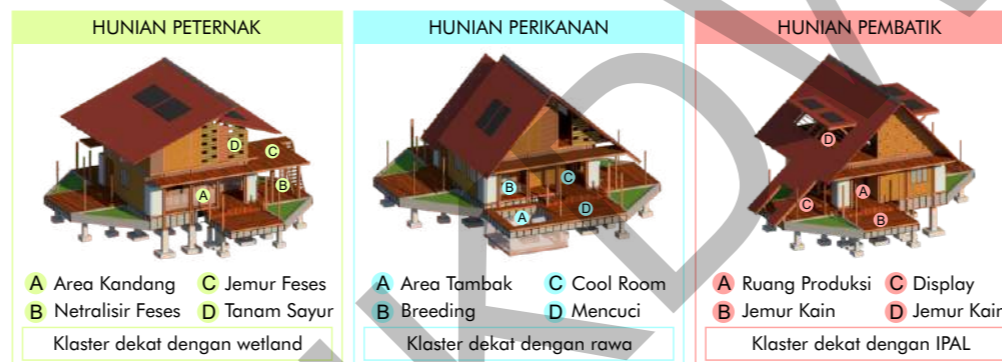 HUNIAN PETERNAK
D
C
B
A
A Area Kandang C Jemur Feses
B Netralisir Feses D Tanam Sayur
Klaster dekat dengan wetland
HUNIAN PERIKANAN
B
C
A
D
A Area Tambak C Cool Room
B Breeding D Mencuci
Klaster dekat dengan rawa
HUNIAN PEMBATIK
D
A
C
B
A Ruang Produksi C Display
B Jemur Kain D Jemur Kain
Klaster dekat dengan IPAL